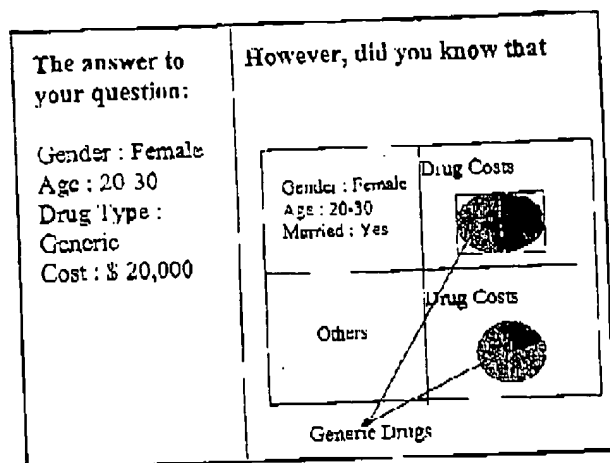 The answer to
your question:
Gender : Female
Age : 20-30
Drug Type :
Generic
Cost : $ 20,000
However, did you know that
Gender : Female
Age : 20-30
Married : Yes
Drug Costs
Others
Drug Costs
Generic Drugs